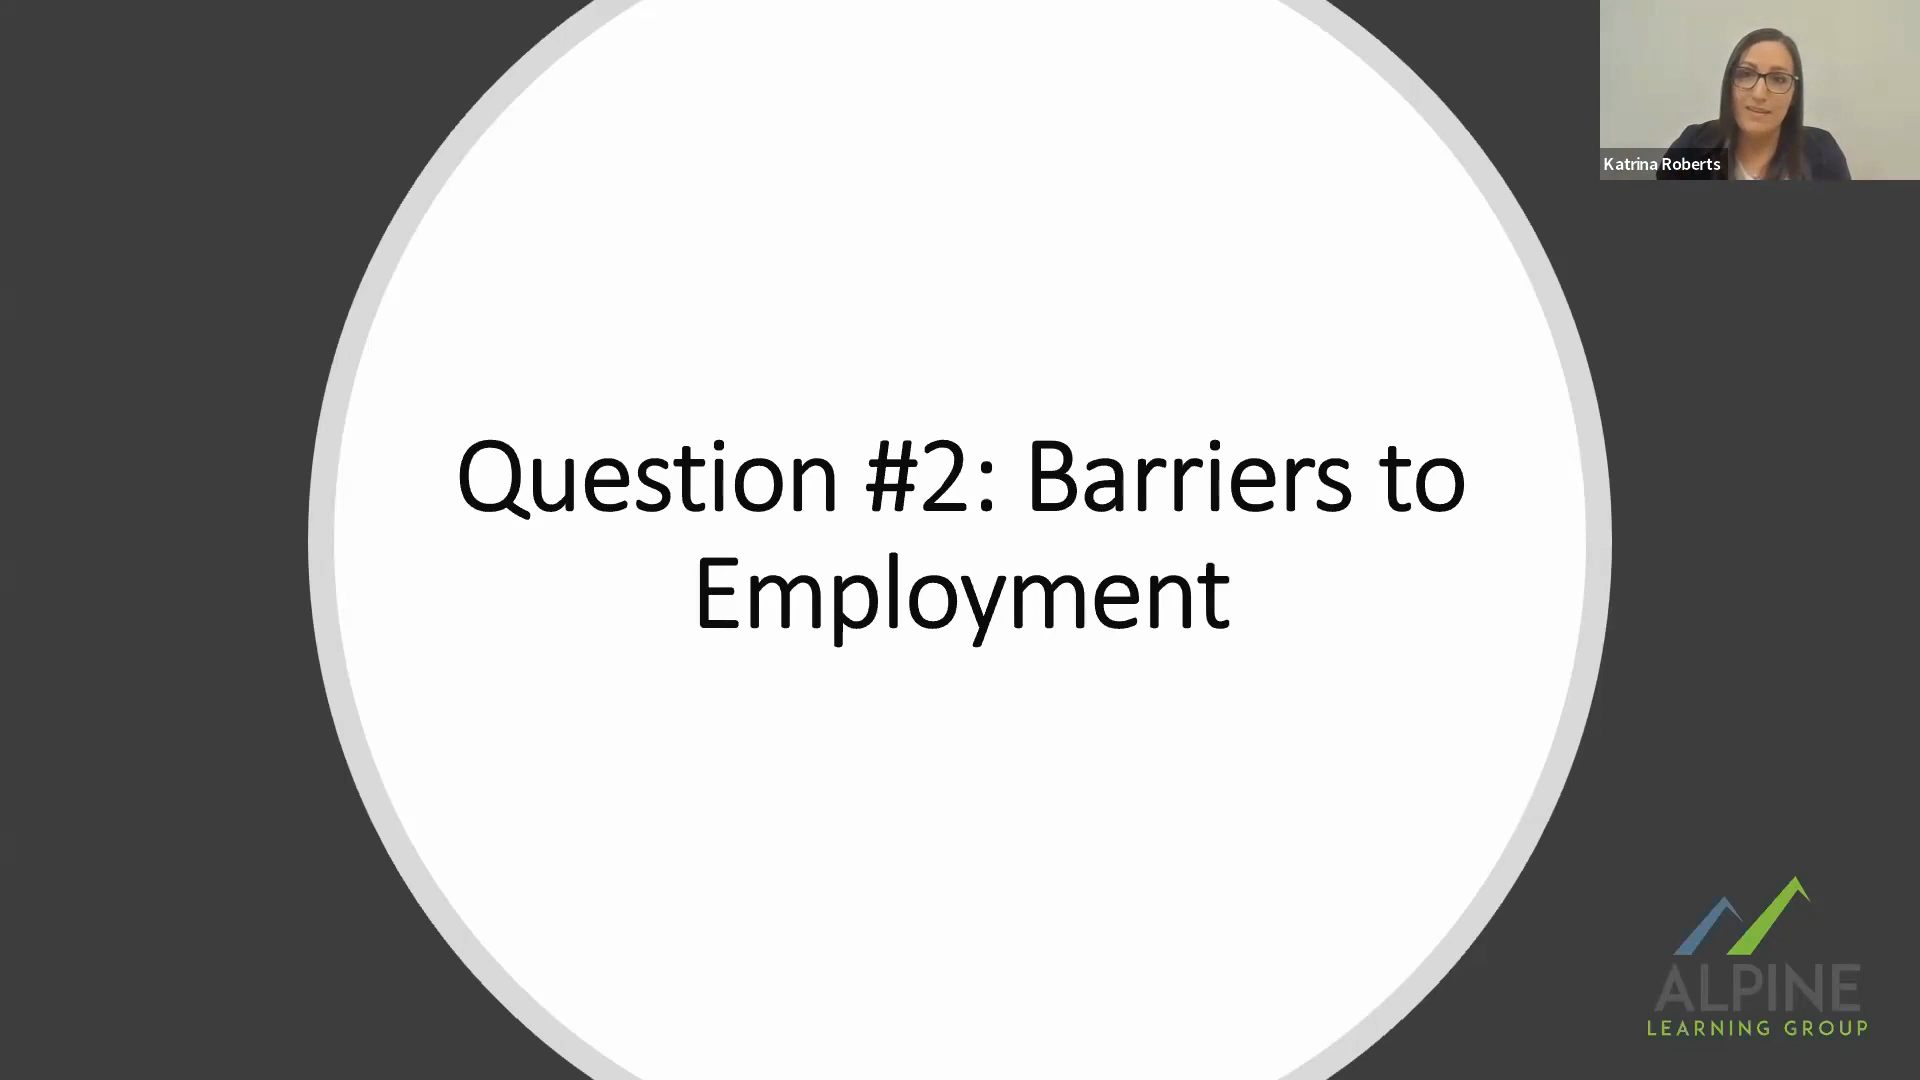 Katrina Roberts
Question #2: Barriers to
Employment
ALPINE
LEARNING GROUP